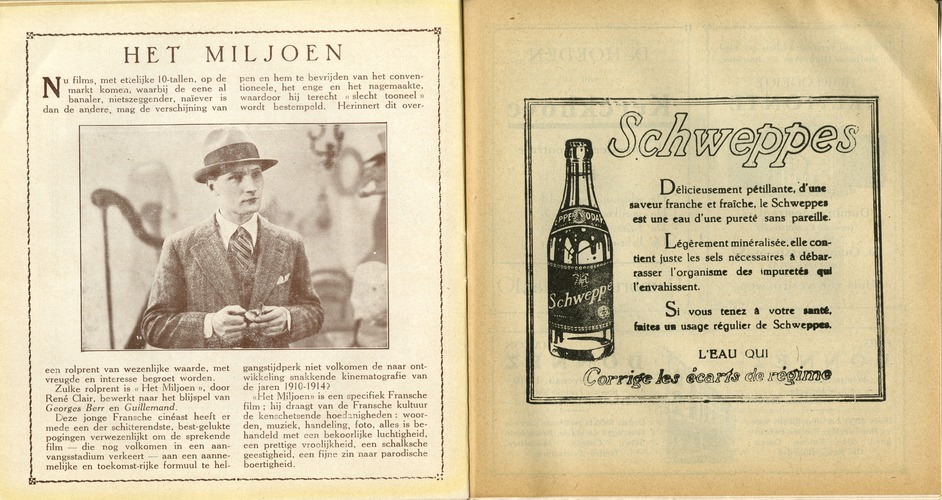 HET MILJOEN
Nu films, met ettelijke 10-tallen, op de
markt komen, waarbij de eene al
banaler, nietszeggender, naïever is
dan de andere, mag de verschijning van
pen en hem te bevrijden van het conven-
tioneele, het enge en het nagemaakte,
waardoor hij terecht « slecht tooneel »
wordt bestempeld. Herinnert dit over-
een rolprent van wezenlijke waarde, met
vreugde en interesse begroet worden.
Zulke rolprent is « Het Miljoen », door
René Clair, bewerkt naar het blijspel van
Georges Berr en Guillemand.
Deze jonge Fransche cinéast heeft er
mede een der schitterendste, best-gelukte
pogingen verwezenlijkt om de sprekende
film — die nog volkomen in een aan-
vangsstadium verkeert — aan een aanne-
melijke en toekomst-rijke formuul te hel-
gangstijdperk niet volkomen de naar ont-
wikkeling snakkende kinematografie van
de jaren 1910-1914?
«Het Miljoen» is een specifiek Fransche
film ; hij draagt van de Fransche kultuur
de kenschetsende hoedanigheden : woor-
den, muziek, handeling, foto, alles is be-
handeld met een bekoorlijke luchtigheid,
een prettige vroolijkheid, een schalksche
geestigheid, een fijne zin naar parodische
boertigheid.
Schweppes
Délicieusement pétillante, d'une
saveur franche et fraîche, le Schweppes
est une eau d'une pureté sans pareille.
Légèrement minéralisée, elle con-
tient juste les sels nécessaires à débar-
rasser l'organisme des impuretés qui
l'envahissent.
Si vous tenez à votre santé,
faites un usage régulier de Schweppes.
L'EAU QUI
Corrige les écarts de régime
Schweppe